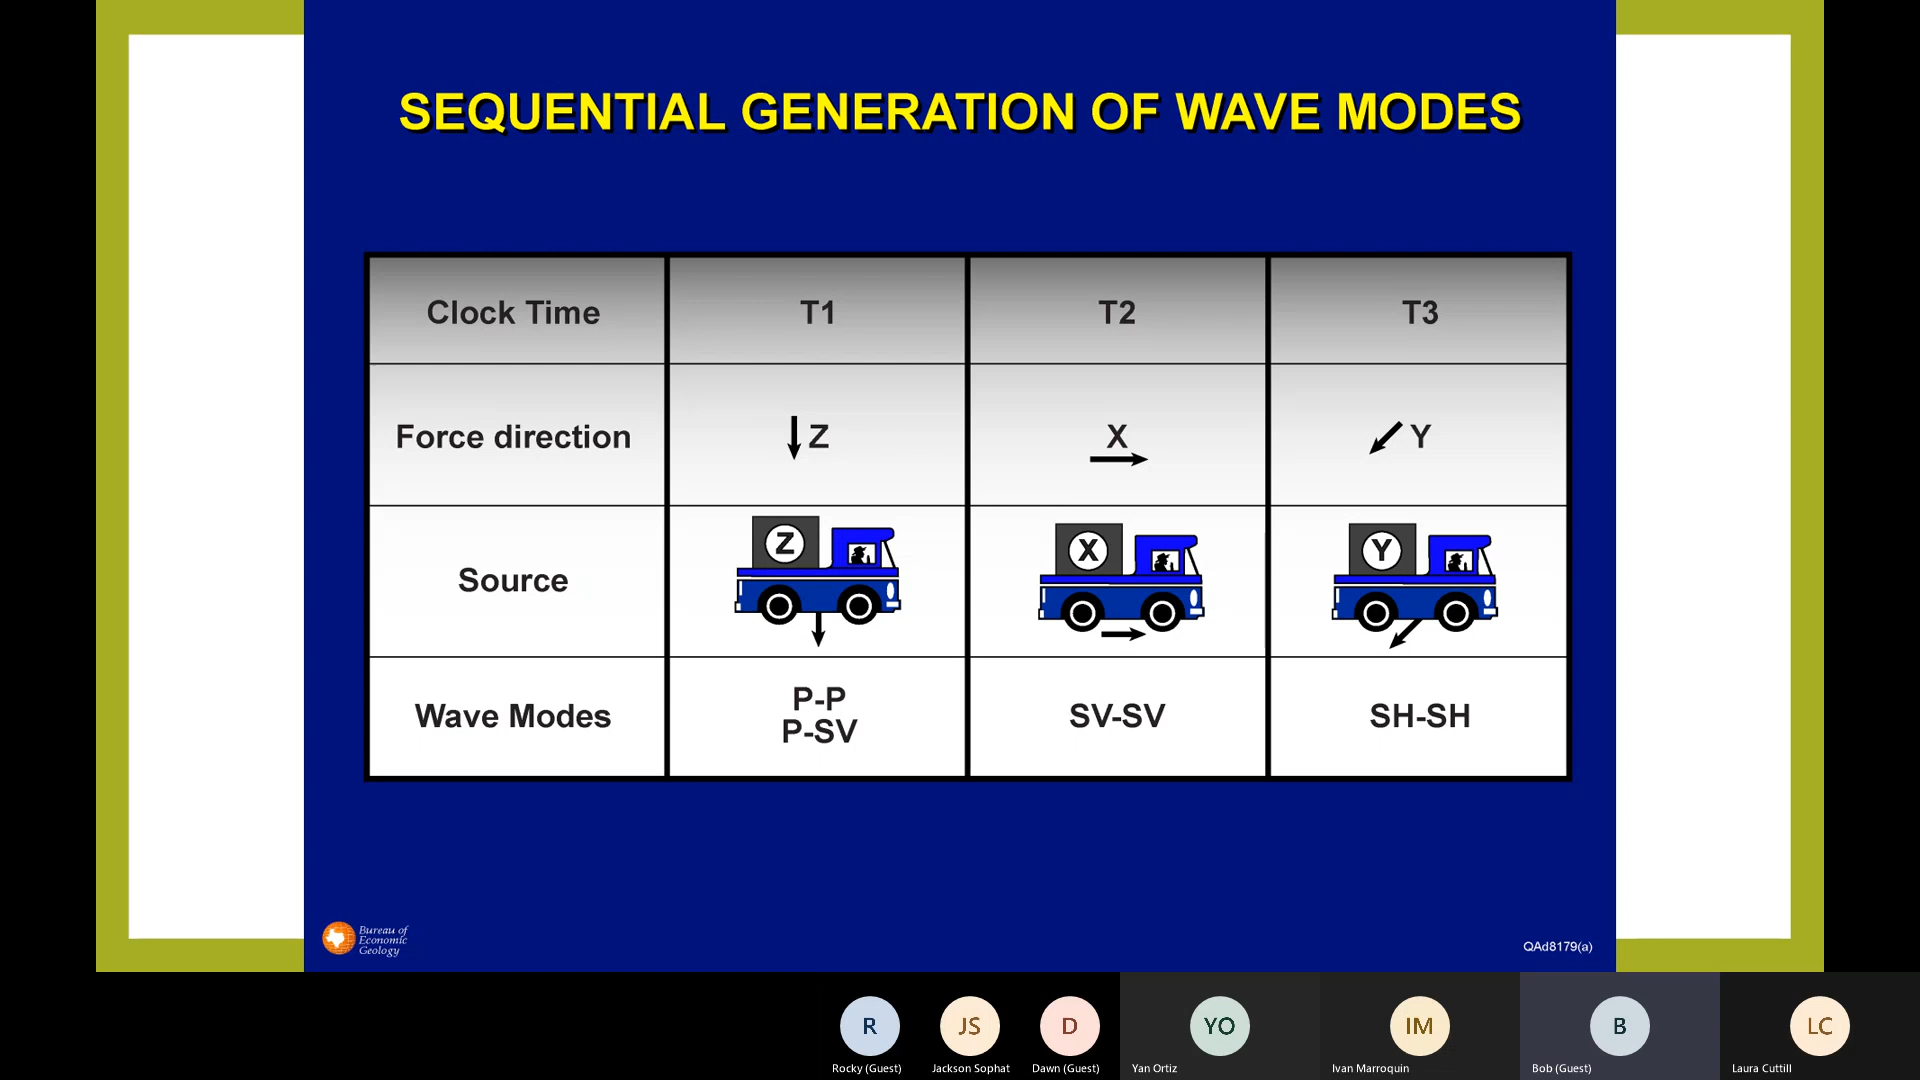 SEQUENTIAL GENERATION OF WAVE MODES
Clock Time T1 T2 T3
Force direction Z X Y
Source Z X Y
Wave Modes P-P P-SV SV-SV SH-SH
Bureau of
Economic
Geology
QAd8179(a)
R JS D YO IM B LC
Rocky (Guest) Jackson Sophat Dawn (Guest) Yan Ortiz Ivan Marroquin Bob (Guest) Laura Cuttill